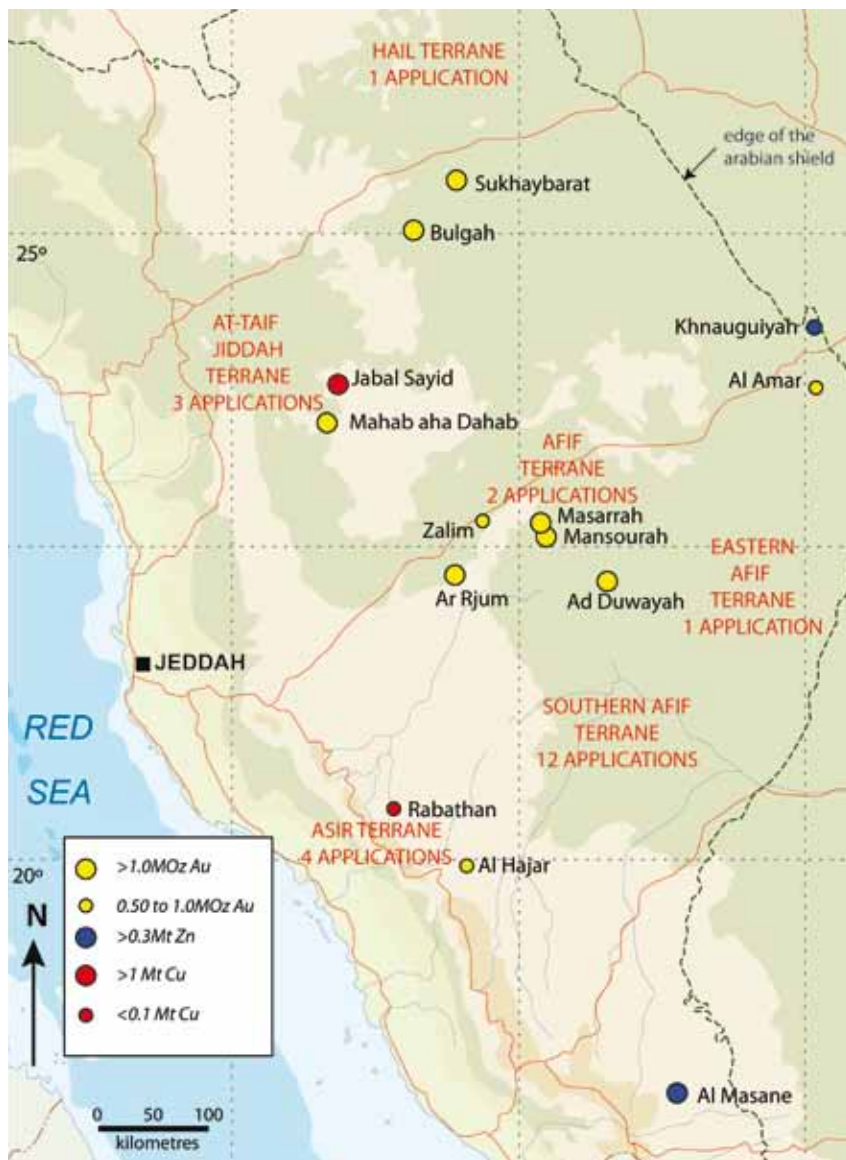 HAIL TERRANE
1 APPLICATION
edge of the
arabian shield
Sukhaybarat
Bulgah
25º
Khnauguiyah
AT-TAIF
JIDDAH
TERRANE
3 APPLICATIONS
Jabal Sayid
Al Amar
Mahab aha Dahab
AFIF
TERRANE
2 APPLICATIONS
Masarrah
Zalim
Mansourah
EASTERN
AFIF
TERRANE
1 APPLICATION
Ar Rjum
Ad Duwayah
JEDDAH
SOUTHERN AFIF
TERRANE
12 APPLICATIONS
RED
SEA
Rabathan
ASIR TERRANE
4 APPLICATIONS
Al Hajar
20º
>1.0MOz Au
0.50 to 1.0MOz Au
>0.3Mt Zn
>1 Mt Cu
<0.1 Mt Cu
N
Al Masane
0 50 100
kilometres